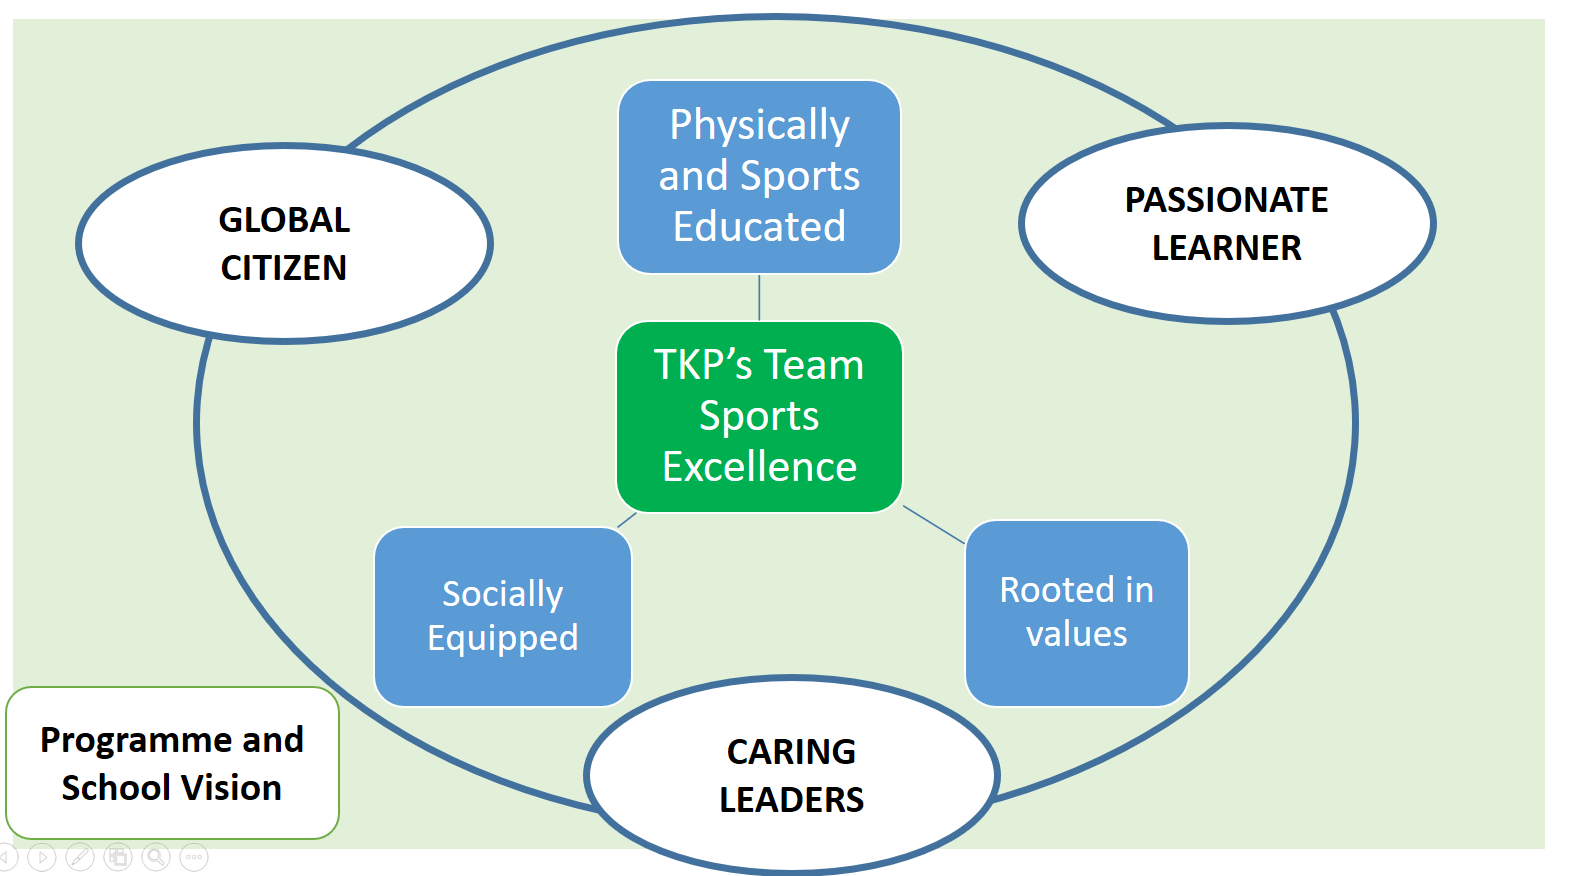 Physically
and Sports
Educated
GLOBAL
CITIZEN
PASSIONATE
LEARNER
TKP’s Team
Sports
Excellence
Socially
Equipped
Rooted in
values
Programme and
School Vision
CARING
LEADERS